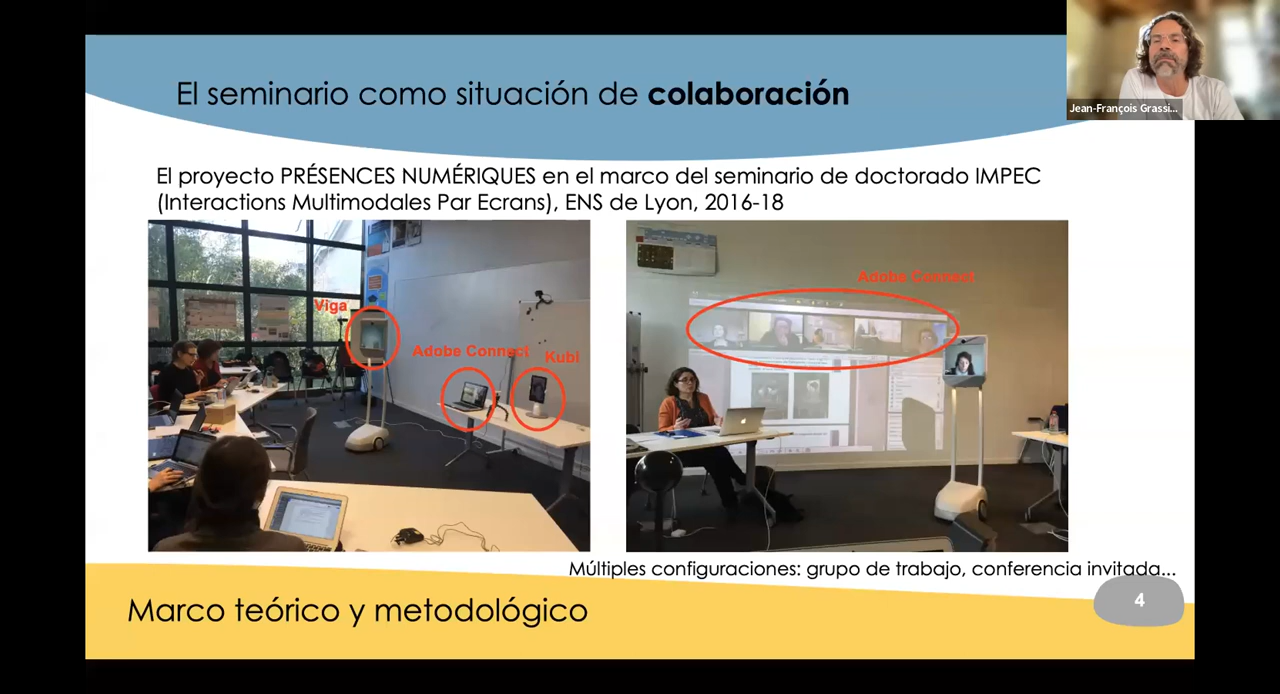 El seminario como situación de colaboración
Jean-François Grassi...
El proyecto PRÉSENCES NUMÉRIQUES en el marco del seminario de doctorado IMPEC
(Interactions Multimodales Par Ecrans), ENS de Lyon, 2016-18
Viga
Adobe Connect
Kubi
Adobe Connect
Múltiples configuraciones: grupo de trabajo, conferencia invitada...
4
Marco teórico y metodológico